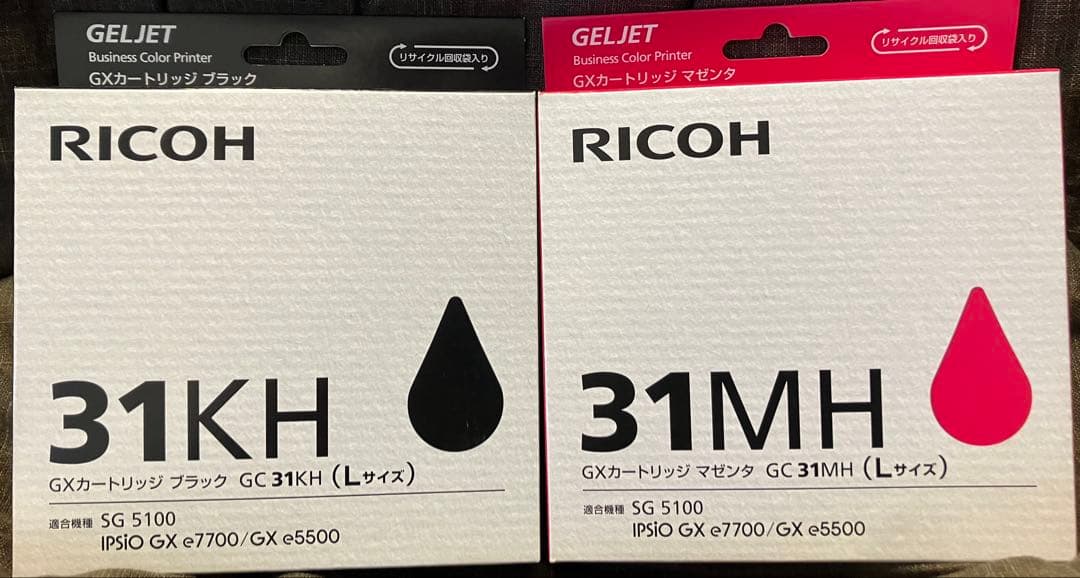 GELJET
Business Color Printer
リサイクル回収袋入り
GXカートリッジ ブラック
RICOH
31KH
GXカートリッジ ブラック GC 31KH (Lサイズ)
適合機種 SG 5100
IPSiO GX e7700/GX e5500
GELJET
Business Color Printer
リサイクル回収袋入り
GXカートリッジ マゼンタ
RICOH
31MH
GXカートリッジ マゼンタ GC 31MH (Lサイズ)
適合機種 SG 5100
IPSiO GX e7700/GX e5500